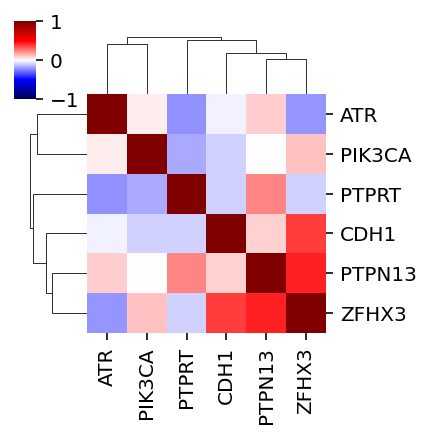 1
0
−1
ATR
PIK3CA
PTPRT
CDH1
PTPN13
ZFHX3
ATR
PIK3CA
PTPRT
CDH1
PTPN13
ZFHX3